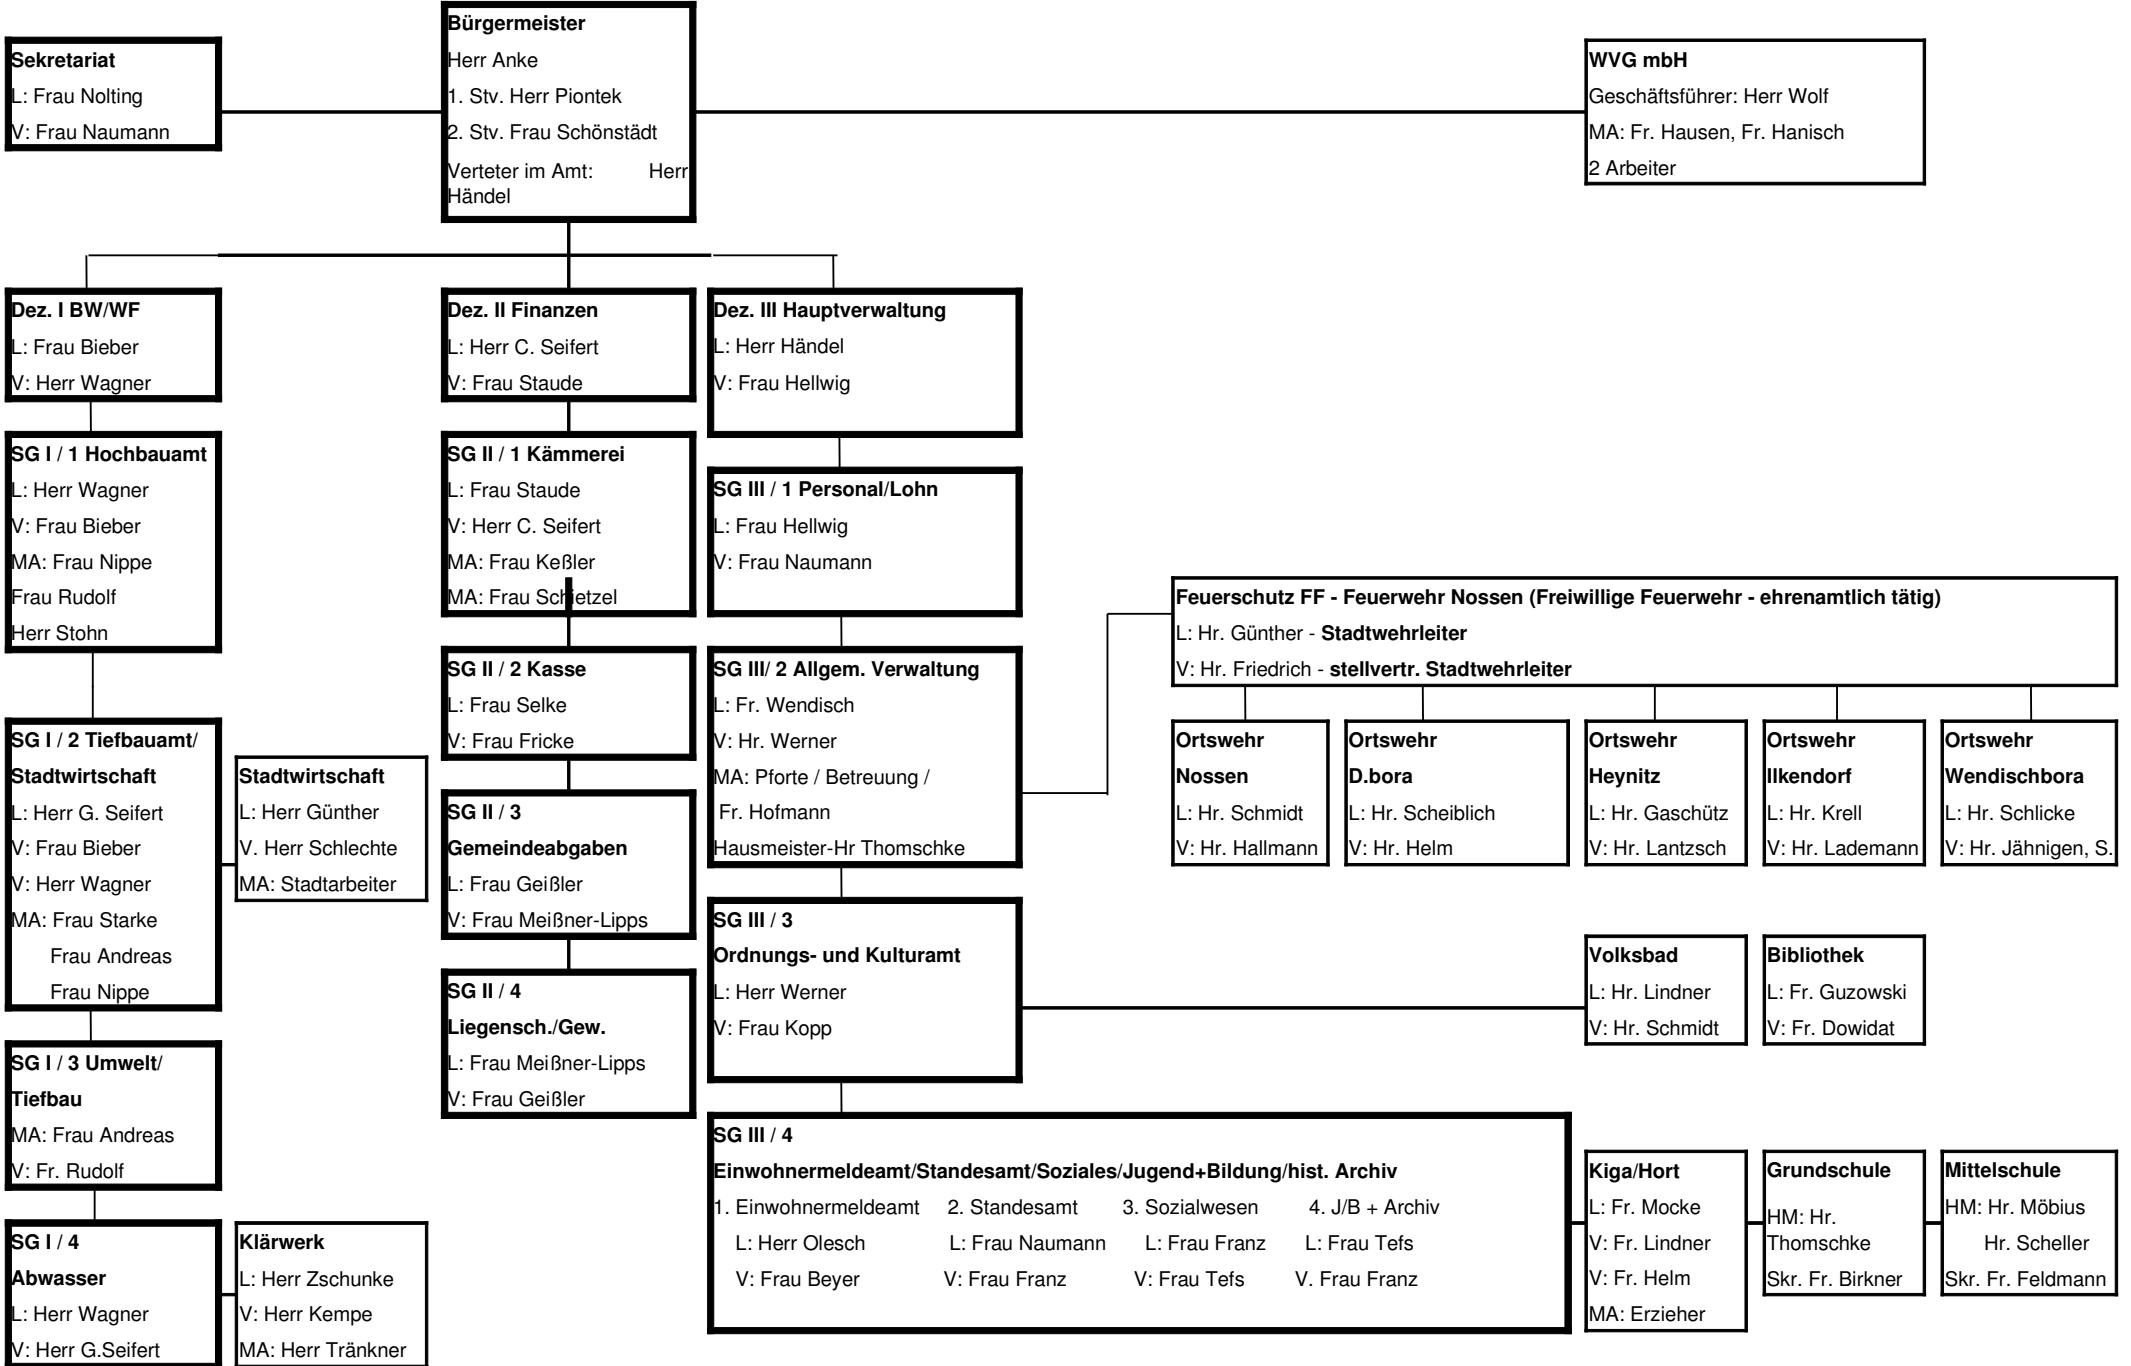 Bürgermeister
Herr Anke
1. Stv. Herr Piontek
2. Stv. Frau Schönstädt
Verteter im Amt: Herr
Händel
Sekretariat
L: Frau Nolting
V: Frau Naumann
WVG mbH
Geschäftsführer: Herr Wolf
MA: Fr. Hausen, Fr. Hanisch
2 Arbeiter
Dez. I BW/WF
L: Frau Bieber
V: Herr Wagner
SG I / 1 Hochbauamt
L: Herr Wagner
V: Frau Bieber
MA: Frau Nippe
Frau Rudolf
Herr Stohn
SG I / 2 Tiefbauamt/
Stadtwirtschaft
L: Herr G. Seifert
V: Frau Bieber
V: Herr Wagner
MA: Frau Starke
Frau Andreas
Frau Nippe
Stadtwirtschaft
L: Herr Günther
V. Herr Schlechte
MA: Stadtarbeiter
SG I / 3 Umwelt/
Tiefbau
MA: Frau Andreas
V: Fr. Rudolf
SG I / 4
Abwasser
L: Herr Wagner
V: Herr G.Seifert
Klärwerk
L: Herr Zschunke
V: Herr Kempe
MA: Herr Tränkner
Dez. II Finanzen
L: Herr C. Seifert
V: Frau Staude
SG II / 1 Kämmerei
L: Frau Staude
V: Herr C. Seifert
MA: Frau Keßler
MA: Frau Schietzel
SG II / 2 Kasse
L: Frau Selke
V: Frau Fricke
SG II / 3
Gemeindeabgaben
L: Frau Geißler
V: Frau Meißner-Lipps
SG II / 4
Liegensch./Gew.
L: Frau Meißner-Lipps
V: Frau Geißler
Dez. III Hauptverwaltung
L: Herr Händel
V: Frau Hellwig
SG III / 1 Personal/Lohn
L: Frau Hellwig
V: Frau Naumann
SG III/ 2 Allgem. Verwaltung
L: Fr. Wendisch
V: Hr. Werner
MA: Pforte / Betreuung /
Fr. Hofmann
Hausmeister-Hr Thomschke
Feuerschutz FF - Feuerwehr Nossen (Freiwillige Feuerwehr - ehrenamtlich tätig)
L: Hr. Günther - Stadtwehrleiter
V: Hr. Friedrich - stellvertr. Stadtwehrleiter
Ortswehr
Nossen
L: Hr. Schmidt
V: Hr. Hallmann
Ortswehr
D.bora
L: Hr. Scheiblich
V: Hr. Helm
Ortswehr
Heynitz
L: Hr. Gaschütz
V: Hr. Lantzsch
Ortswehr
Ilkendorf
L: Hr. Krell
V: Hr. Lademann
Ortswehr
Wendischbora
L: Hr. Schlicke
V: Hr. Jähnigen, S.
SG III / 3
Ordnungs- und Kulturamt
L: Herr Werner
V: Frau Kopp
Volksbad
L: Hr. Lindner
V: Hr. Schmidt
Bibliothek
L: Fr. Guzowski
V: Fr. Dowidat
SG III / 4
Einwohnermeldeamt/Standesamt/Soziales/Jugend+Bildung/hist. Archiv
1. Einwohnermeldeamt 2. Standesamt 3. Sozialwesen 4. J/B + Archiv
L: Herr Olesch L: Frau Naumann L: Frau Franz L: Frau Tefs
V: Frau Beyer V: Frau Franz V: Frau Tefs V. Frau Franz
Kiga/Hort
L: Fr. Mocke
V: Fr. Lindner
V: Fr. Helm
MA: Erzieher
Grundschule
HM: Hr.
Thomschke
Skr. Fr. Birkner
Mittelschule
HM: Hr. Möbius
Hr. Scheller
Skr. Fr. Feldmann